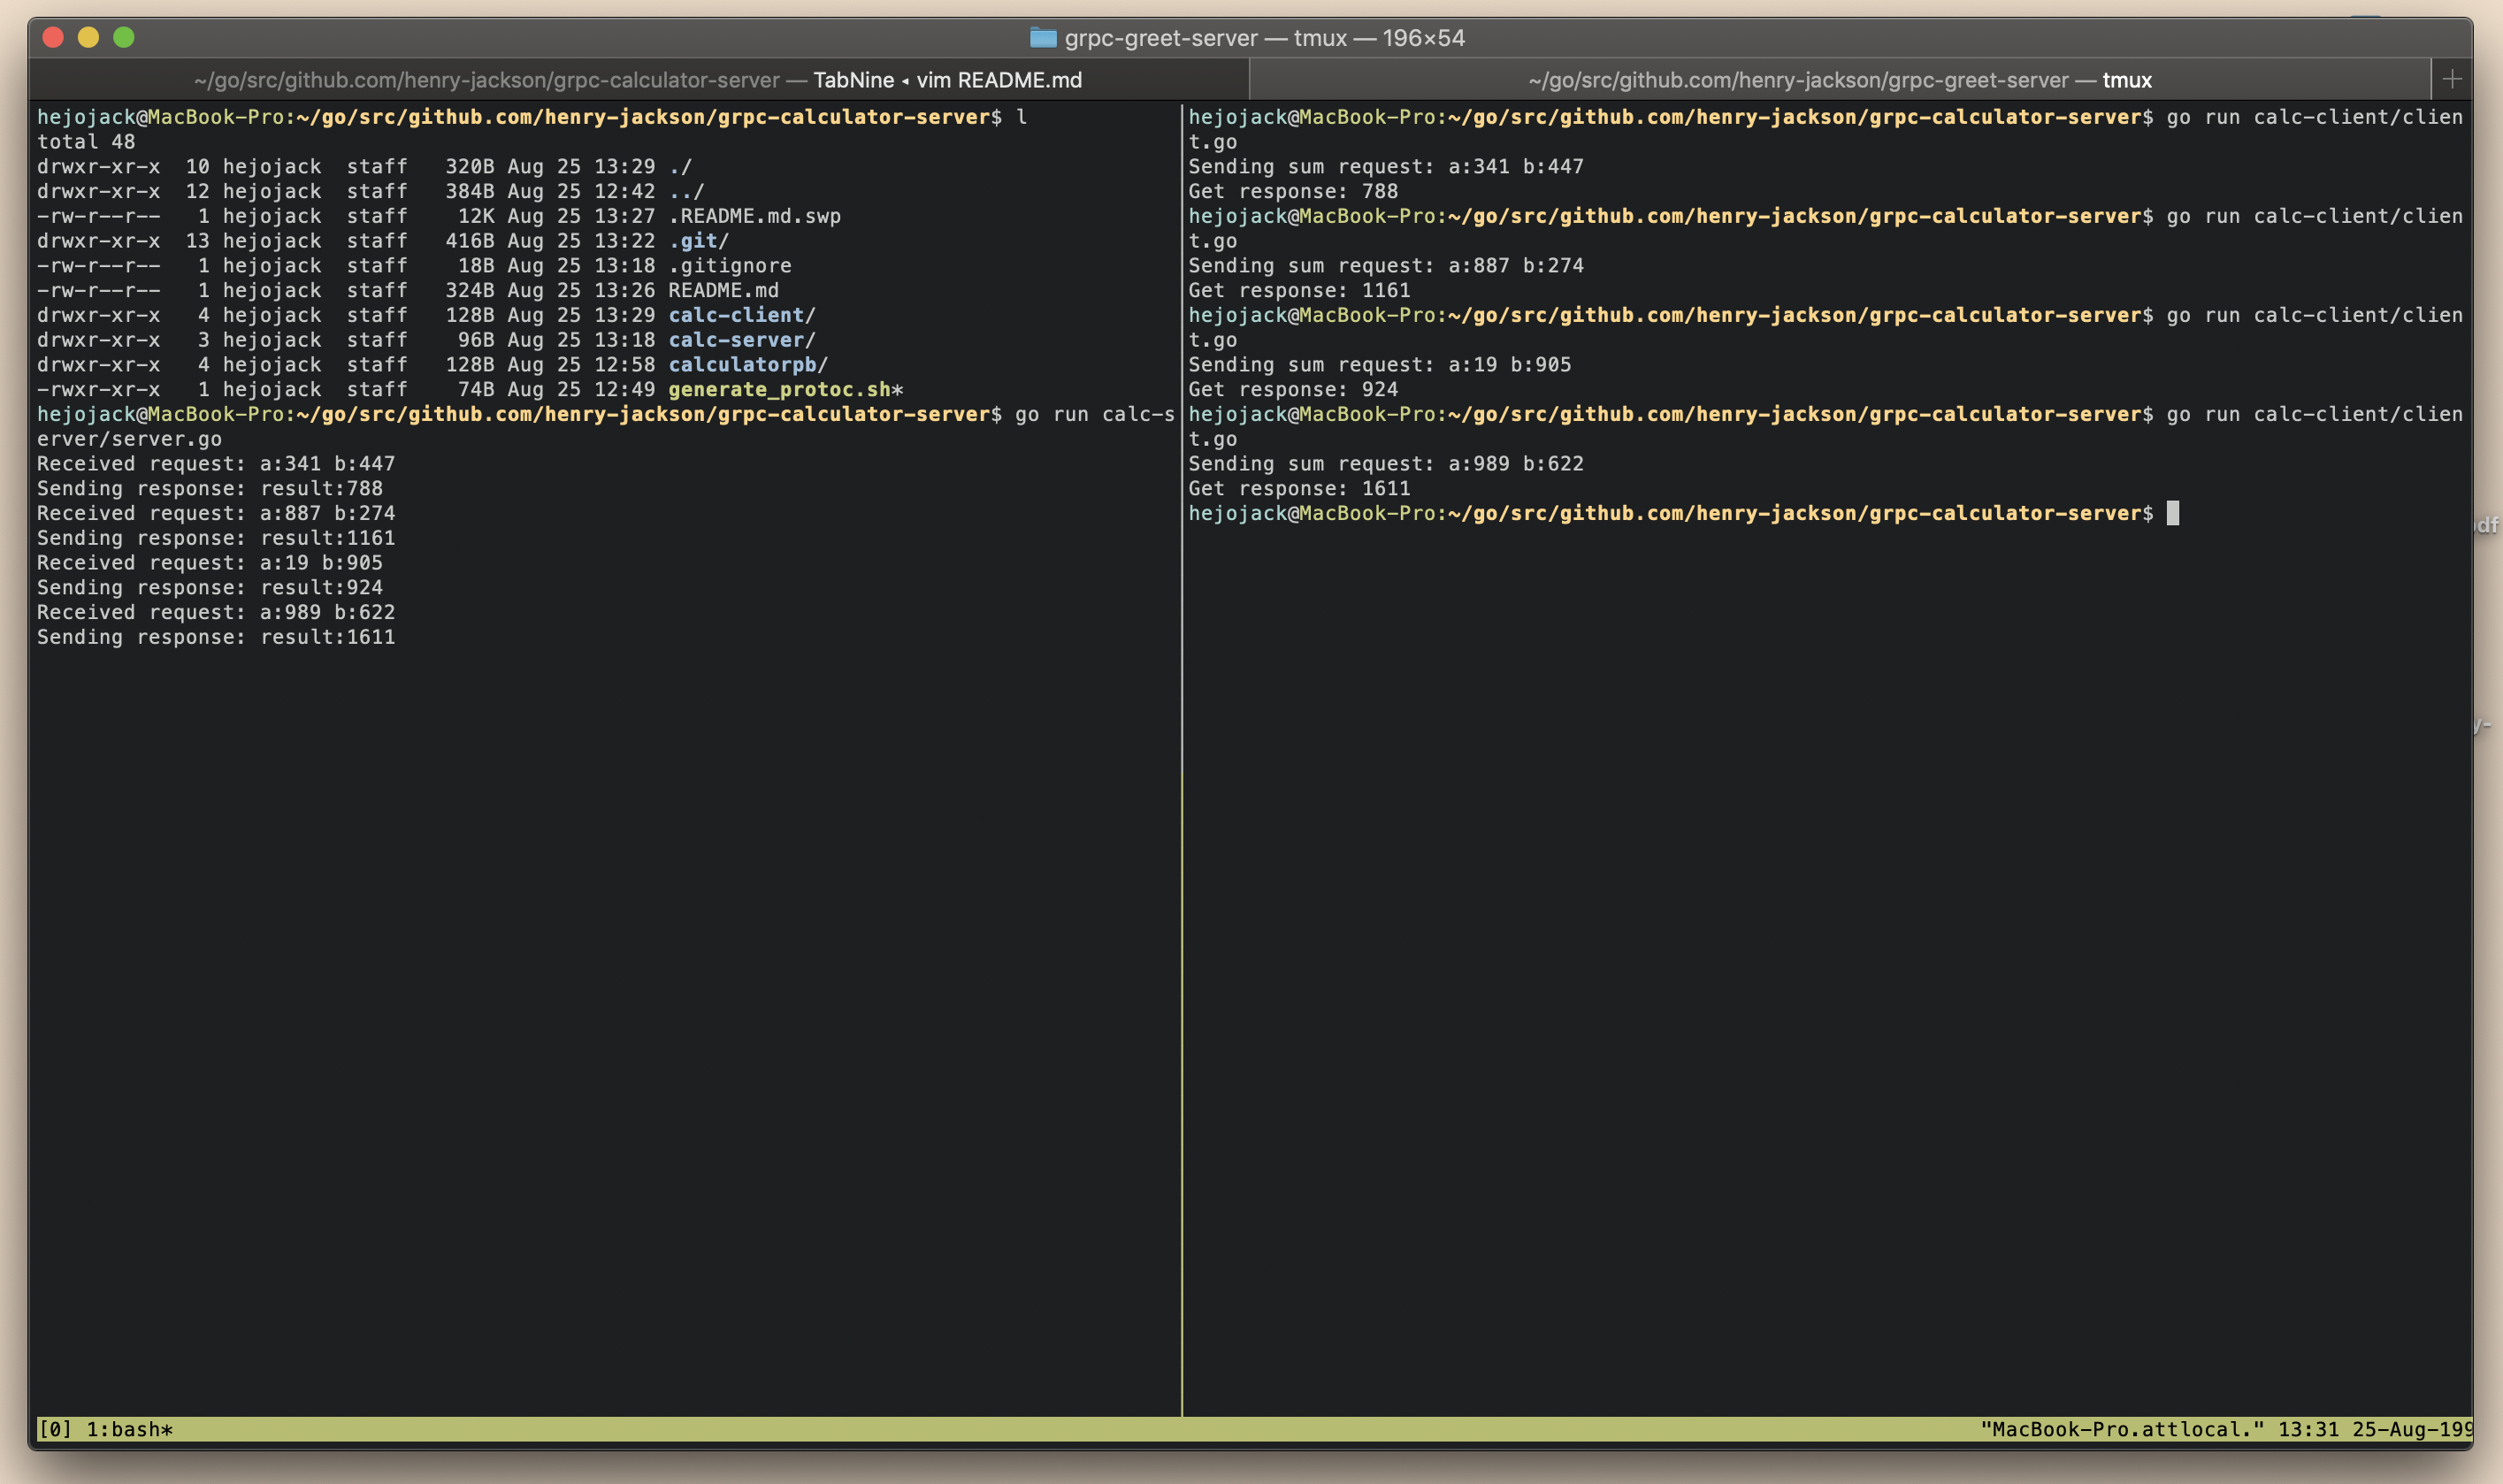 grpc-greet-server — tmux — 196×54
~/go/src/github.com/henry-jackson/grpc-calculator-server — TabNine ◂ vim README.md
~/go/src/github.com/henry-jackson/grpc-greet-server — tmux
hejojack@MacBook-Pro:~/go/src/github.com/henry-jackson/grpc-calculator-server$ l
total 48
drwxr-xr-x  10 hejojack  staff   320B Aug 25 13:29 ./
drwxr-xr-x  12 hejojack  staff   384B Aug 25 12:42 ../
-rw-r--r--   1 hejojack  staff    12K Aug 25 13:27 .README.md.swp
drwxr-xr-x  13 hejojack  staff   416B Aug 25 13:22 .git/
-rw-r--r--   1 hejojack  staff    18B Aug 25 13:18 .gitignore
-rw-r--r--   1 hejojack  staff   324B Aug 25 13:26 README.md
drwxr-xr-x   4 hejojack  staff   128B Aug 25 13:29 calc-client/
drwxr-xr-x   3 hejojack  staff    96B Aug 25 13:18 calc-server/
drwxr-xr-x   4 hejojack  staff   128B Aug 25 12:58 calculatorpb/
-rwxr-xr-x   1 hejojack  staff    74B Aug 25 12:49 generate_protoc.sh*
hejojack@MacBook-Pro:~/go/src/github.com/henry-jackson/grpc-calculator-server$ go run calc-s
erver/server.go
Received request: a:341 b:447
Sending response: result:788
Received request: a:887 b:274
Sending response: result:1161
Received request: a:19 b:905
Sending response: result:924
Received request: a:989 b:622
Sending response: result:1611
hejojack@MacBook-Pro:~/go/src/github.com/henry-jackson/grpc-calculator-server$ go run calc-client/clien
t.go
Sending sum request: a:341 b:447
Get response: 788
hejojack@MacBook-Pro:~/go/src/github.com/henry-jackson/grpc-calculator-server$ go run calc-client/clien
t.go
Sending sum request: a:887 b:274
Get response: 1161
hejojack@MacBook-Pro:~/go/src/github.com/henry-jackson/grpc-calculator-server$ go run calc-client/clien
t.go
Sending sum request: a:19 b:905
Get response: 924
hejojack@MacBook-Pro:~/go/src/github.com/henry-jackson/grpc-calculator-server$ go run calc-client/clien
t.go
Sending sum request: a:989 b:622
Get response: 1611
hejojack@MacBook-Pro:~/go/src/github.com/henry-jackson/grpc-calculator-server$
[0] 1:bash*
"MacBook-Pro.attlocal." 13:31 25-Aug-199